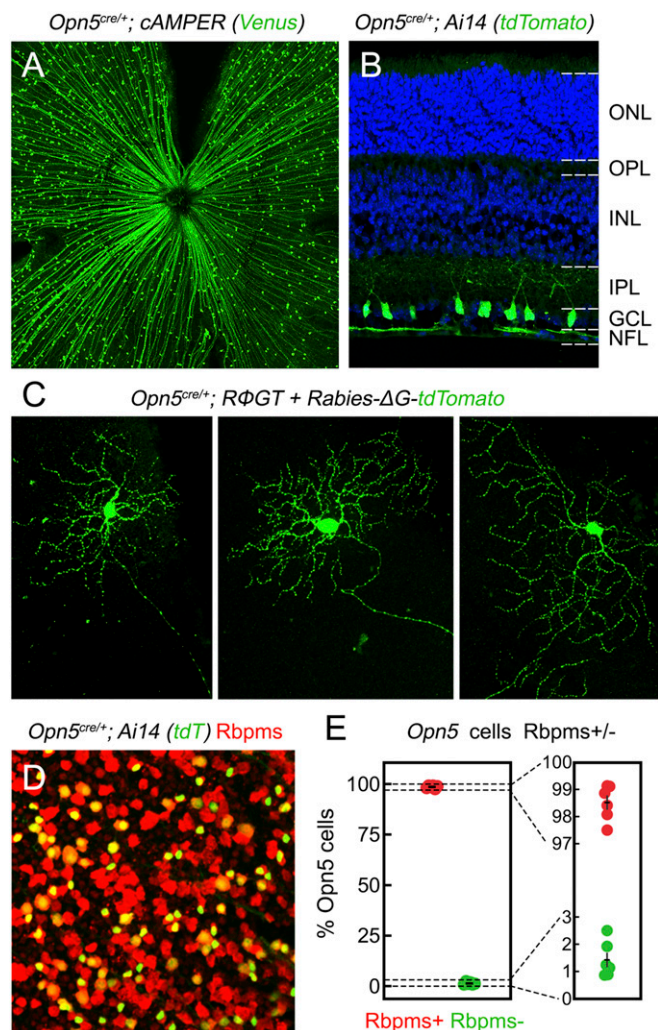 Opn5cre/+; cAMPER (Venus)
Opn5cre/+; Ai14 (tdTomato)
A
B
ONL
OPL
INL
IPL
GCL
NFL
C
Opn5cre/+; RΦGT + Rabies-ΔG-tdTomato
Opn5cre/+; Ai14 (tdT) Rbpms
D
E
Opn5 cells Rbpms+/-
% Opn5 cells
100
75
50
25
0
100
99
98
97
3
2
1
0
Rbpms+ Rbpms-